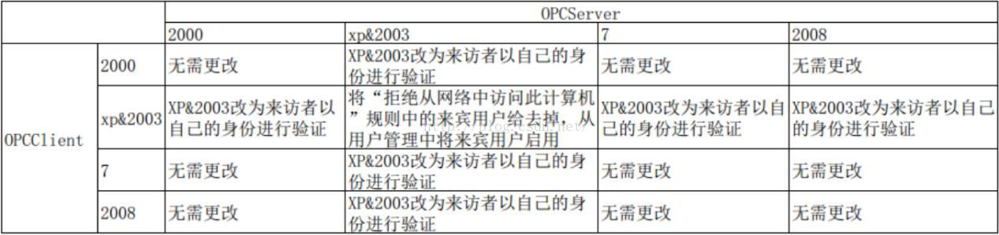 OPCServer
2000 xp&2003 7 2008
2000 无需更改 XP&2003改为来访者以自己的身 无需更改 无需更改
份进行验证
xp&2003 XP&2003改为来访者以 将“拒绝从网络中访问此计算机 XP&2003改为来访者以自 XP&2003改为来访者以自己
自己的身份进行验证 ”规则中的来宾用户给去掉，从 己的身份进行验证 的身份进行验证
用户管理中将来宾用户启用
http://blog.csdn.net/
OPCClient
7 无需更改 XP&2003改为来访者以自己的身 无需更改 无需更改
份进行验证
2008 无需更改 XP&2003改为来访者以自己的身 无需更改 无需更改
份进行验证